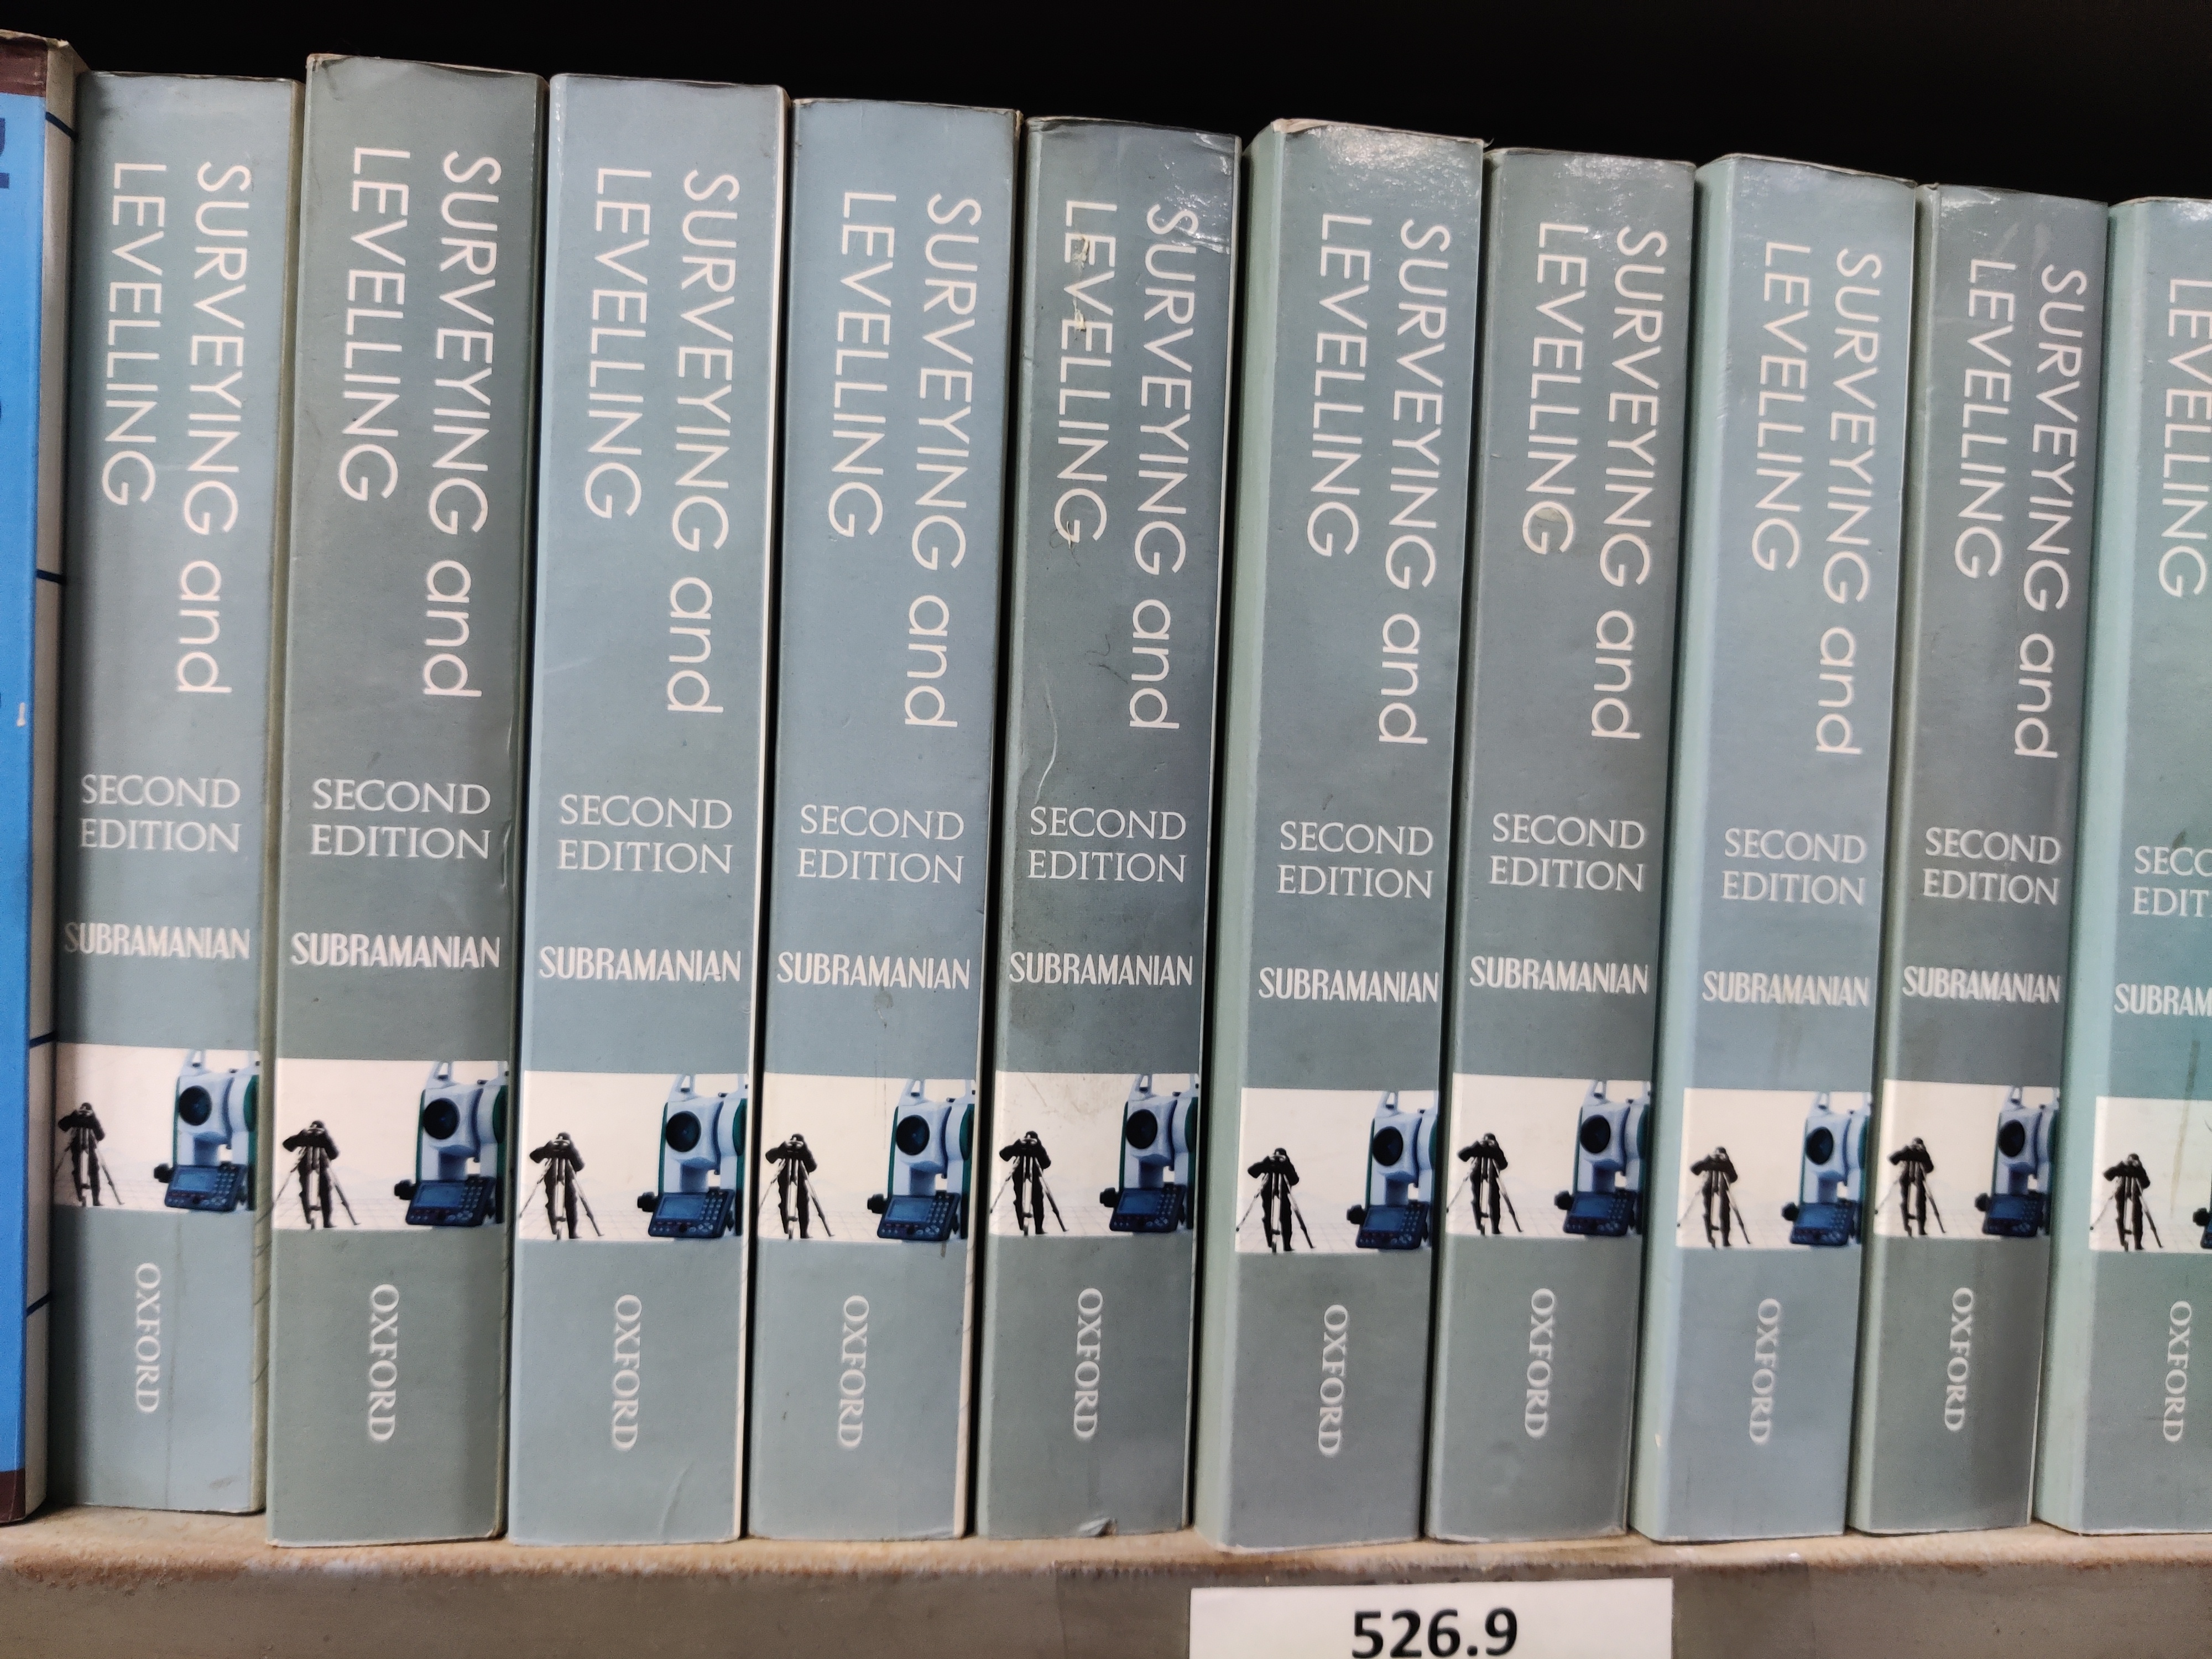 SURVEYING and
LEVELLING
SECOND
EDITION
SUBRAMANIAN
OXFORD
SURVEYING and
LEVELLING
SECOND
EDITION
SUBRAMANIAN
OXFORD
SURVEYING and
LEVELLING
SECOND
EDITION
SUBRAMANIAN
OXFORD
SURVEYING and
LEVELLING
SECOND
EDITION
SUBRAMANIAN
OXFORD
SURVEYING and
LEVELLING
SECOND
EDITION
SUBRAMANIAN
OXFORD
SURVEYING and
LEVELLING
SECOND
EDITION
SUBRAMANIAN
OXFORD
SURVEYING and
LEVELLING
SECOND
EDITION
SUBRAMANIAN
OXFORD
SURVEYING and
LEVELLING
SECOND
EDITION
SUBRAMANIAN
OXFORD
SURVEYING and
LEVELLING
SECOND
EDITION
SUBRAMANIAN
OXFORD
LEVELLING
OXFORD
526.9